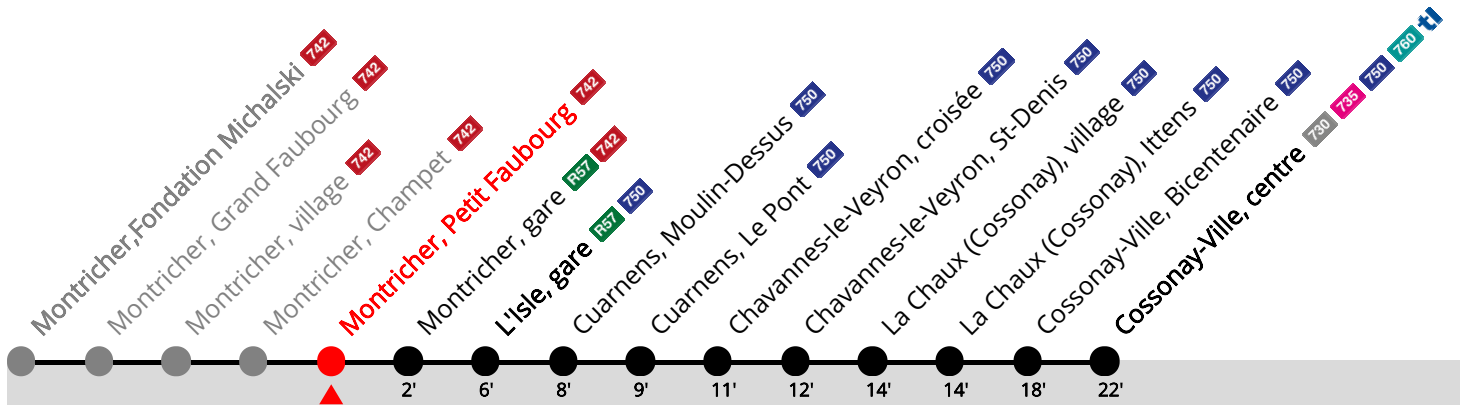 Montricher,Fondation Michalski 742
Montricher, Grand Faubourg 742
Montricher, village 742
Montricher, Champet 742
Montricher, Petit Faubourg 742
Montricher, gare R57 742
L'Isle, gare R57 750
Cuarnens, Moulin-Dessus 750
Cuarnens, Le Pont 750
Chavannes-le-Veyron, croisée 750
Chavannes-le-Veyron, St-Denis 750
La Chaux (Cossonay), village 750
La Chaux (Cossonay), Ittens 750
Cossonay-Ville, Bicentenaire 750
Cossonay-Ville, centre 730 735 750 760 tl
2' 6' 8' 9' 11' 12' 14' 14' 18' 22'